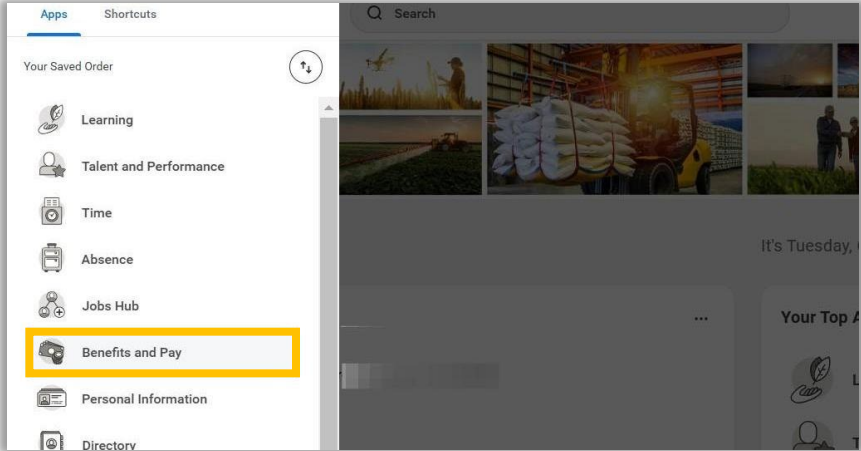 Apps Shortcuts
Search
Your Saved Order
Learning
Talent and Performance
Time
Absence
Jobs Hub
Benefits and Pay
Personal Information
Directory
It's Tuesday,
Your Top